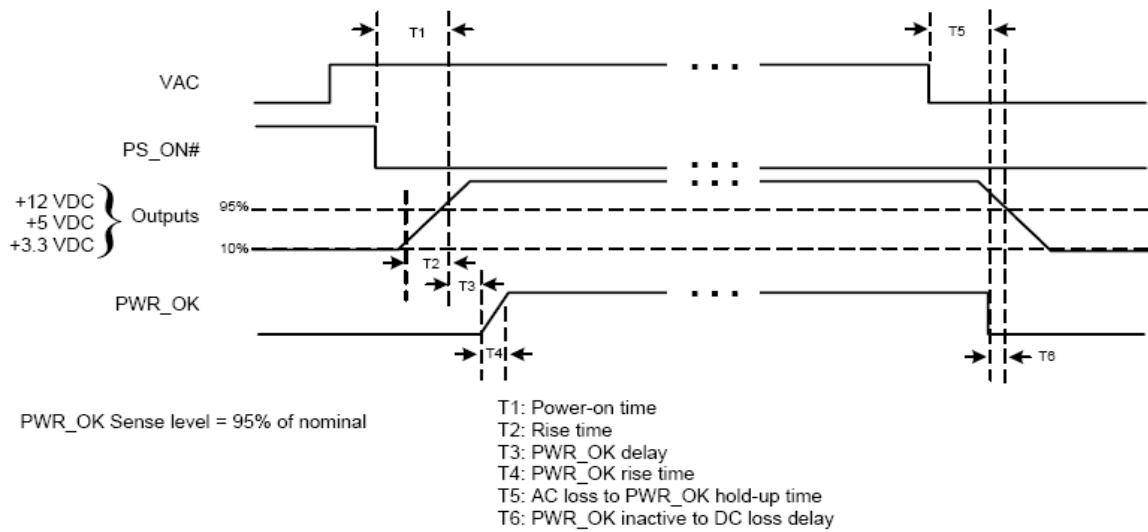 T1
T5
VAC
PS_ON#
+12 VDC
+5 VDC
+3.3 VDC
Outputs
95%
10%
T2
T3
PWR_OK
T4
T6
PWR_OK Sense level = 95% of nominal
T1: Power-on time
T2: Rise time
T3: PWR_OK delay
T4: PWR_OK rise time
T5: AC loss to PWR_OK hold-up time
T6: PWR_OK inactive to DC loss delay